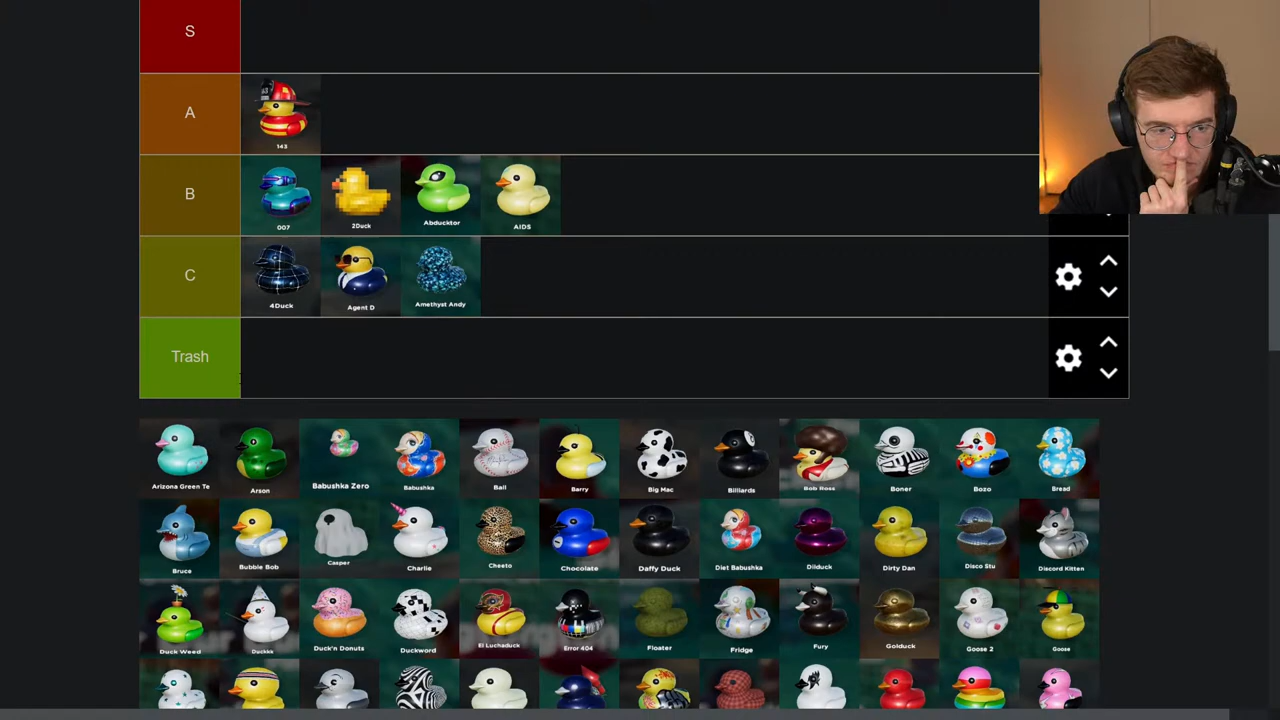 S
A
143
B
007
2Duck
Abducktor
AIDS
C
4Duck
Agent D
Amethyst Andy
Trash
Arizona Green Te
Arson
Babushka Zero
Babushka
Ball
Barry
Big Mac
Billiards
Bob Ross
Boner
Bozo
Bread
Bruce
Bubble Bob
Casper
Charlie
Cheeto
Chocolate
Daffy Duck
Diet Babushka
Dilduck
Dirty Dan
Disco Stu
Discord Kitten
Duck Weed
Duckkk
Duck'n Donuts
Duckword
El Luchaduck
Error 404
Floater
Fridge
Fury
Golduck
Goose 2
Goose